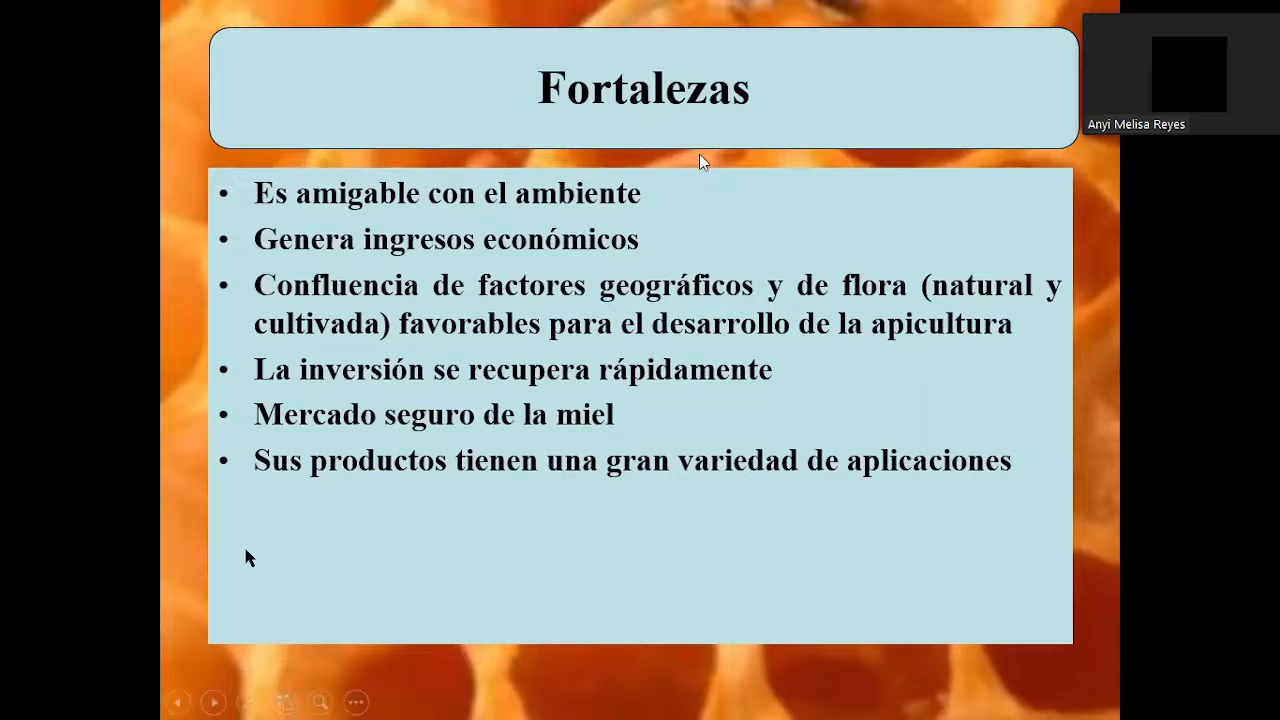 Fortalezas
Anyi Melisa Reyes
• Es amigable con el ambiente
• Genera ingresos económicos
• Confluencia de factores geográficos y de flora (natural y
cultivada) favorables para el desarrollo de la apicultura
• La inversión se recupera rápidamente
• Mercado seguro de la miel
• Sus productos tienen una gran variedad de aplicaciones